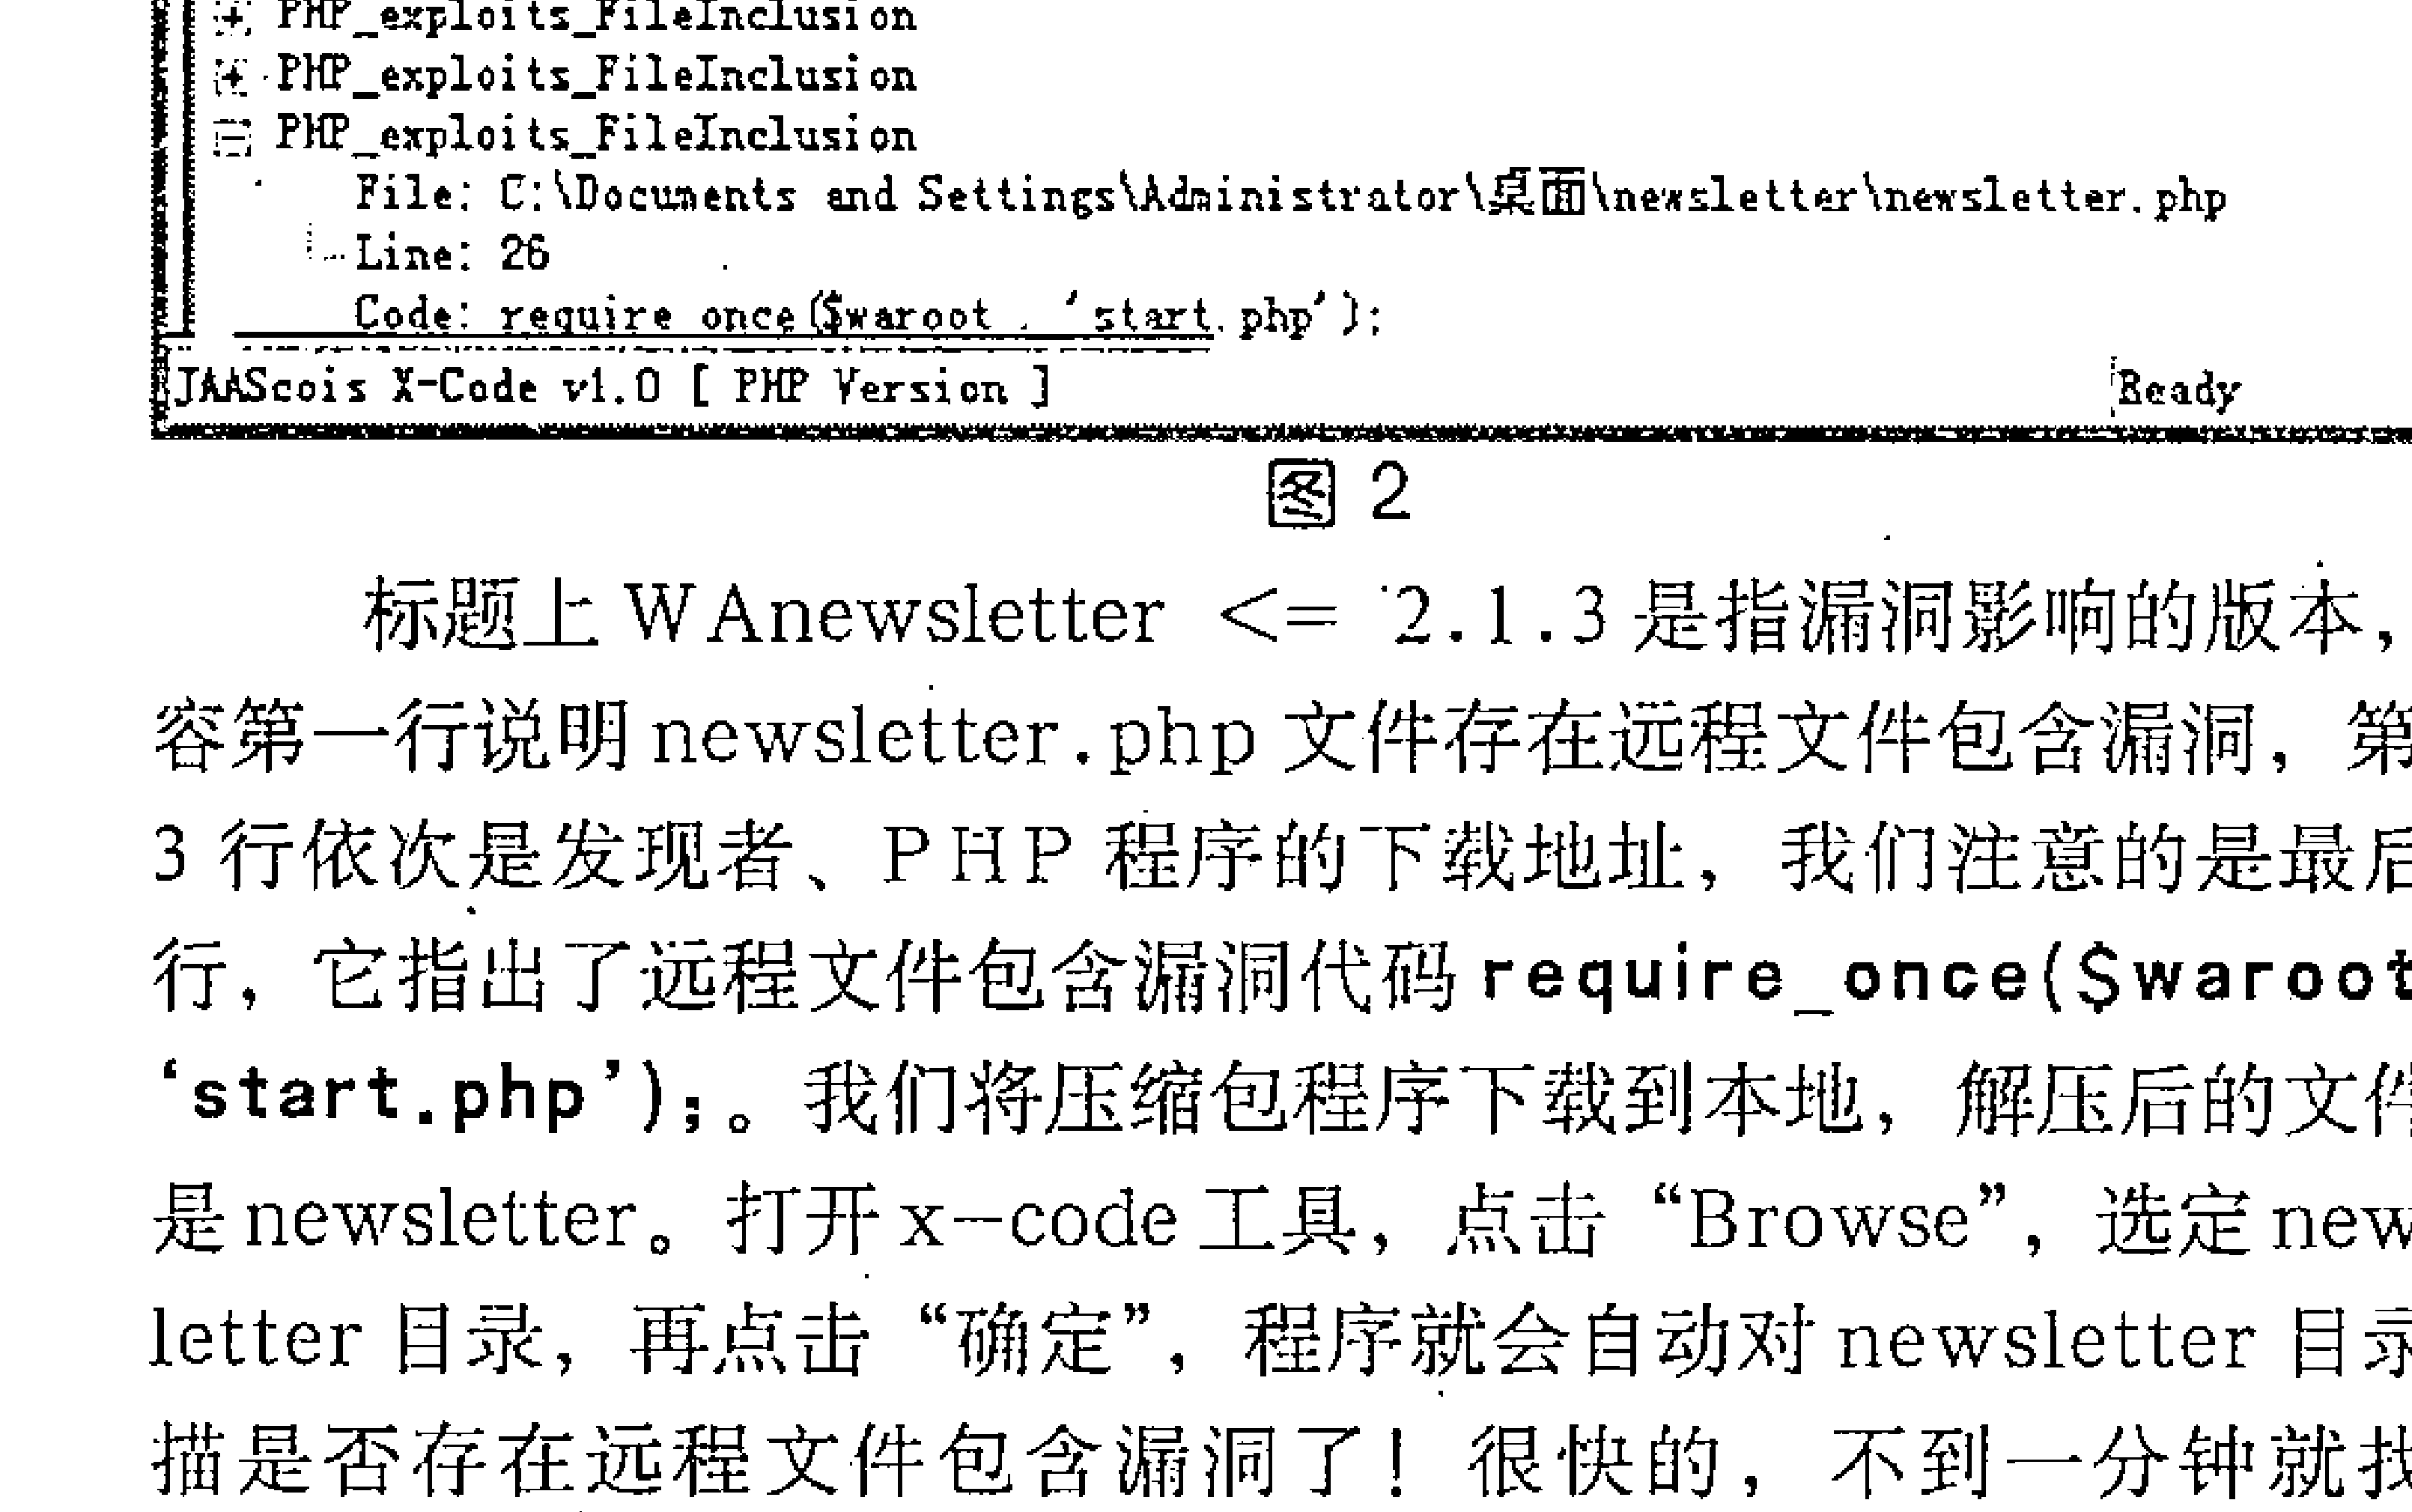 PHP_exploits_FileInclusion
PHP_exploits_FileInclusion
PHP_exploits_FileInclusion
File: C:\Documents and Settings\Administrator\桌面\newsletter\newsletter.php
Line: 26
Code: require_once($waroot . 'start.php');
JAAScois X-Code v1.0 [ PHP Version ]
Ready
图 2
标题上 WAnewsletter <= 2.1.3 是指漏洞影响的版本，
容第一行说明 newsletter.php 文件存在远程文件包含漏洞，第
3 行依次是发现者、PHP 程序的下载地址，我们注意的是最后
行，它指出了远程文件包含漏洞代码 require_once($waroot
‘start.php’);。我们将压缩包程序下载到本地，解压后的文件
是 newsletter。打开 x-code 工具，点击“Browse”，选定 new
letter 目录，再点击“确定”，程序就会自动对 newsletter 目录
描是否存在远程文件包含漏洞了！很快的，不到一分钟就找